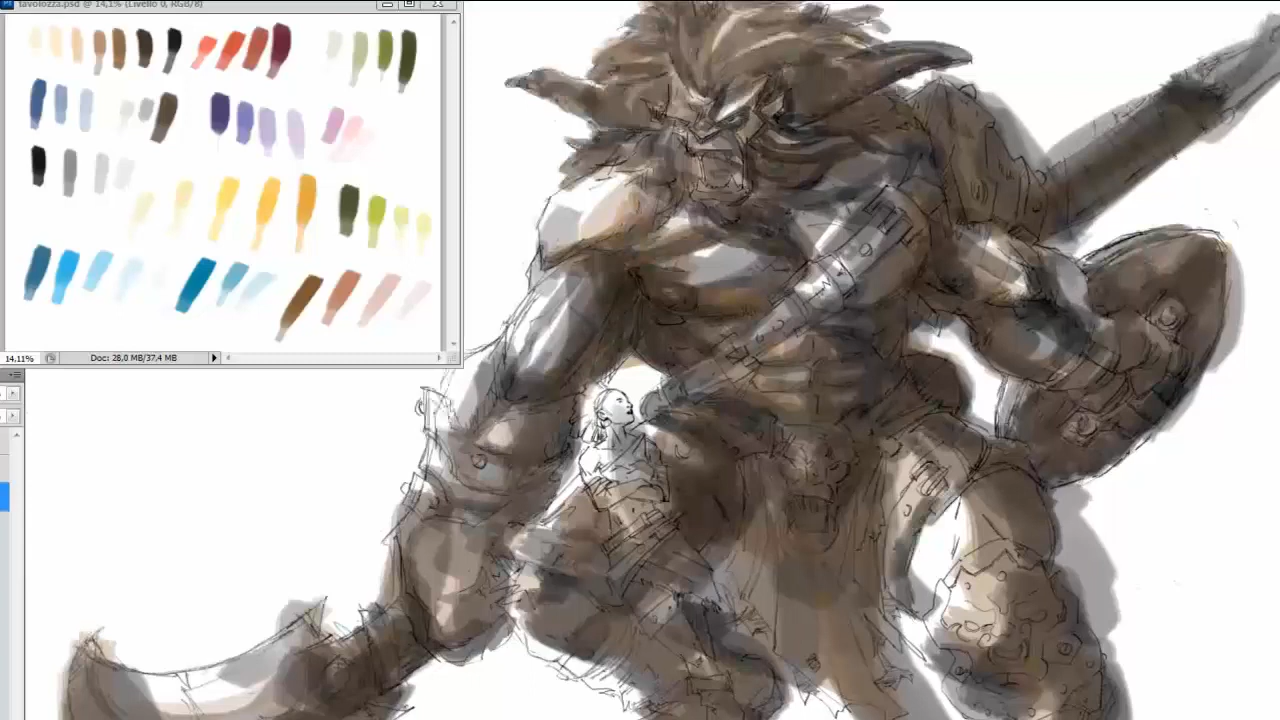 tavolozza.psd @ 14,1% (Livello 0, RGB/8)
14,11%
Doc: 28,0 MB/37,4 MB